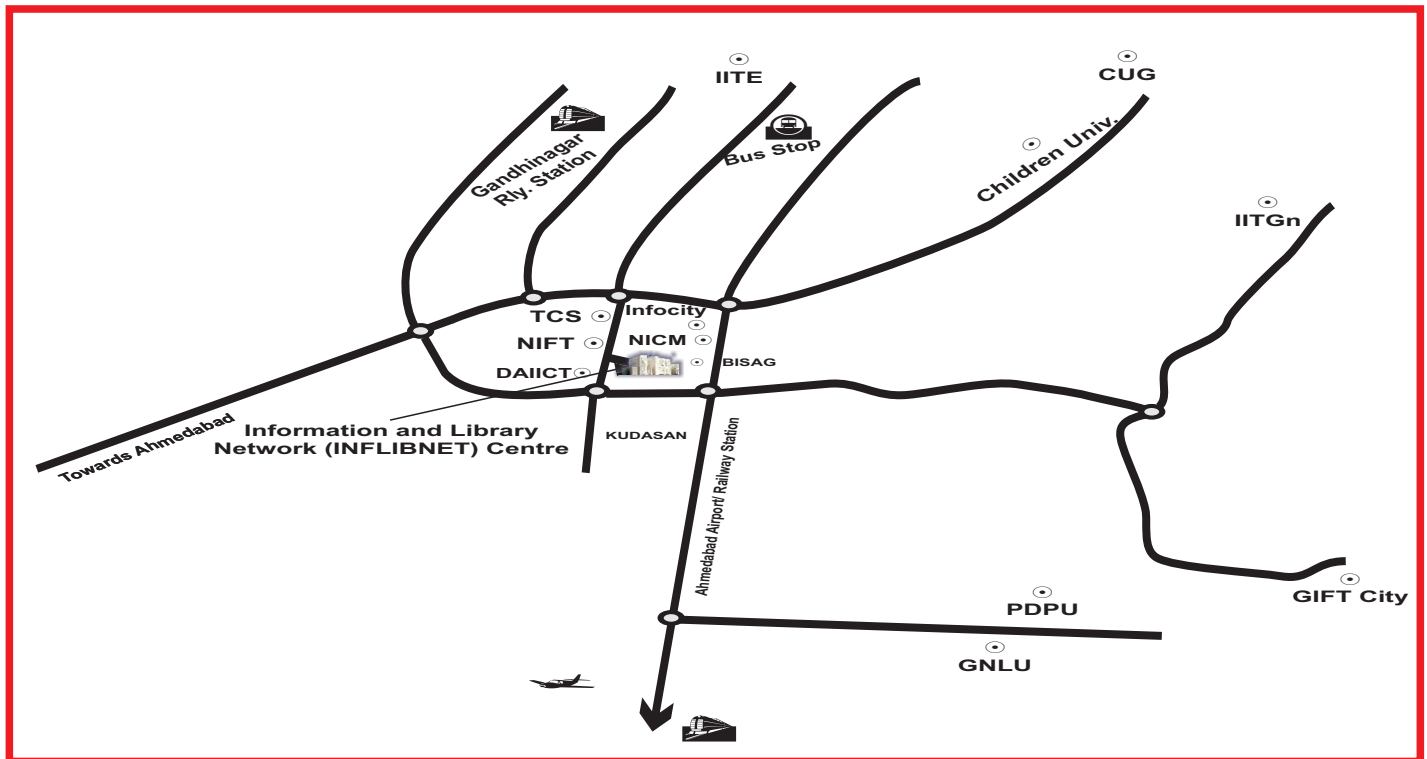 IITE
CUG
Gandhinagar
Rly. Station
Bus Stop
Children Univ.
IITGn
TCS
Infocity
NIFT
NICM
DAIICT
BISAG
Towards Ahmedabad
Information and Library
Network (INFLIBNET) Centre
KUDASAN
Ahmedabad Airport/ Railway Station
GIFT City
PDPU
GNLU